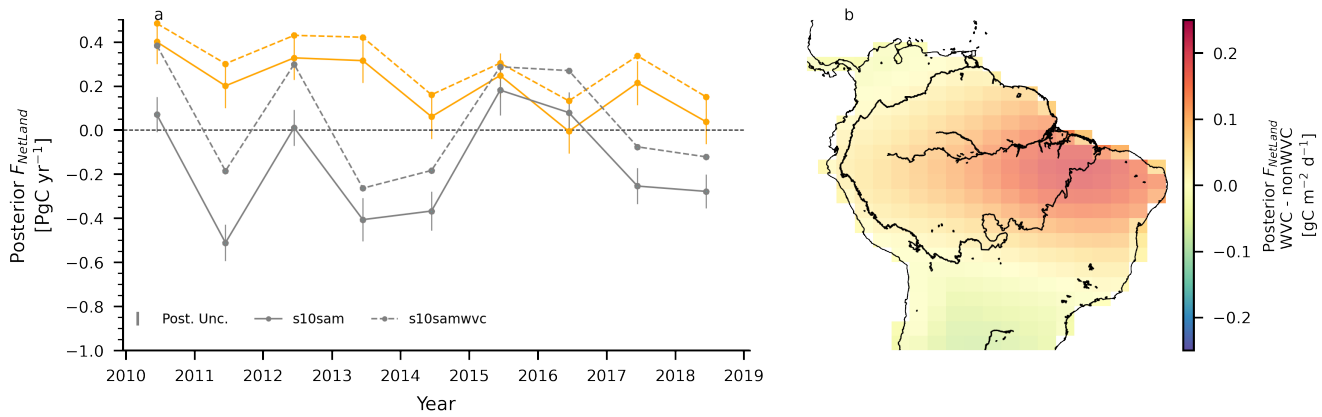 a
Posterior F_NetLand
[PgC yr⁻¹]
0.4
0.2
0.0
−0.2
−0.4
−0.6
−0.8
−1.0
Post. Unc.
s10sam
s10samwvc
2010
2011
2012
2013
2014
2015
2016
2017
2018
2019
Year
b
0.2
0.1
0.0
−0.1
−0.2
Posterior F_NetLand
WVC - nonWVC
[gC m⁻² d⁻¹]